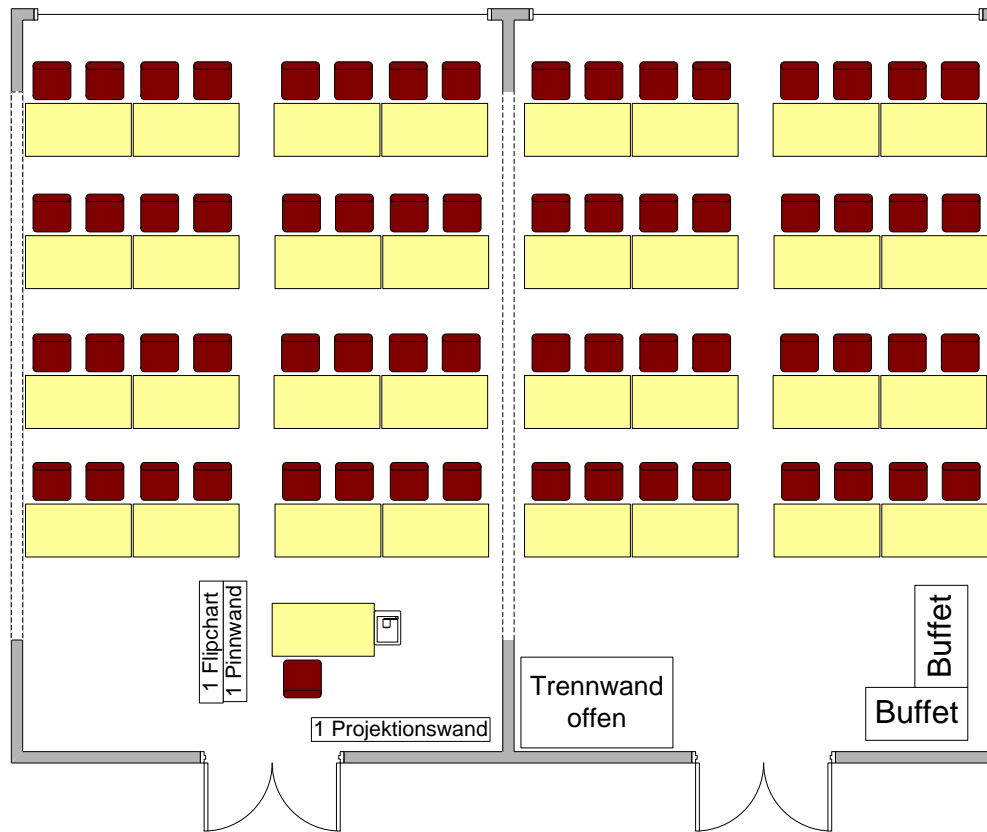 1 Flipchart
1 Pinnwand
1 Projektionswand
Trennwand
offen
Buffet
Buffet